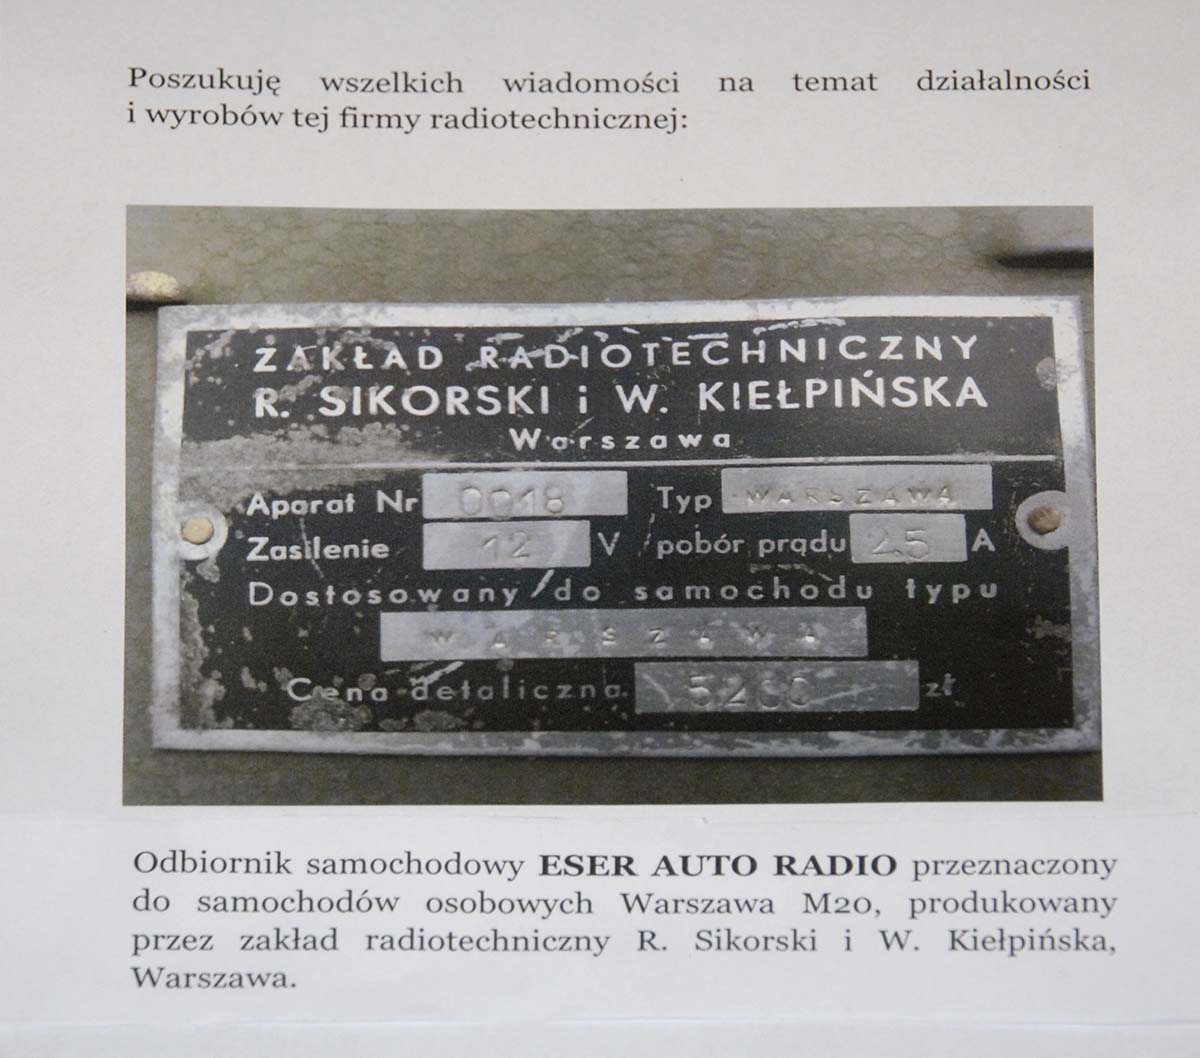 Poszukuję wszelkich wiadomości na temat działalności
i wyrobów tej firmy radiotechnicznej:
ZAKŁAD RADIOTECHNICZNY
R. SIKORSKI i W. KIEŁPIŃSKA
Warszawa
Aparat Nr 0018 Typ WARSZAWA
Zasilenie 12 V pobór prądu 2.5 A
Dostosowany do samochodu typu
WARSZAWA
Cena detaliczna 5200 zł
Odbiornik samochodowy ESER AUTO RADIO przeznaczony
do samochodów osobowych Warszawa M20, produkowany
przez zakład radiotechniczny R. Sikorski i W. Kiełpińska,
Warszawa.